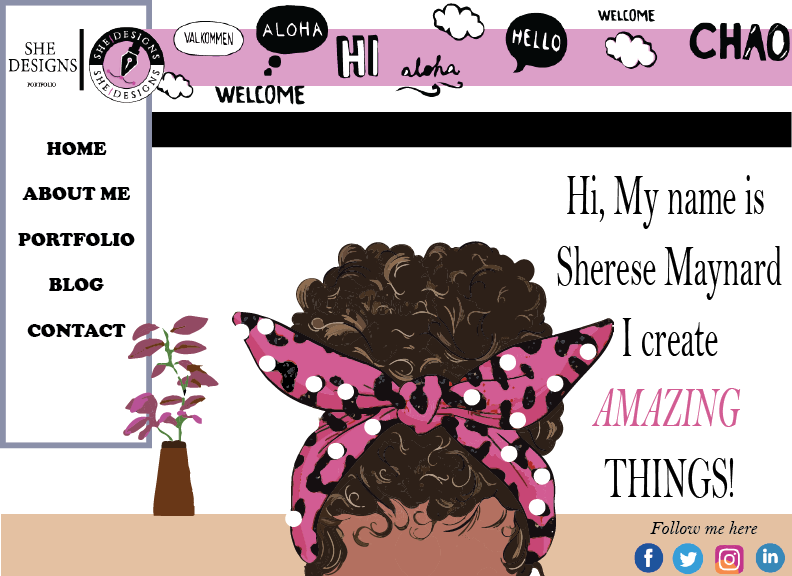 SHE
DESIGNS
PORTFOLIO
SHE|DESIGNS
SHE|DESIGNS
VALKOMMEN
ALOHA
HI
aloha
WELCOME
HELLO
WELCOME
CHAO
HOME
ABOUT ME
PORTFOLIO
BLOG
CONTACT
Hi, My name is
Sherese Maynard
I create
AMAZING
THINGS!
Follow me here
f
in